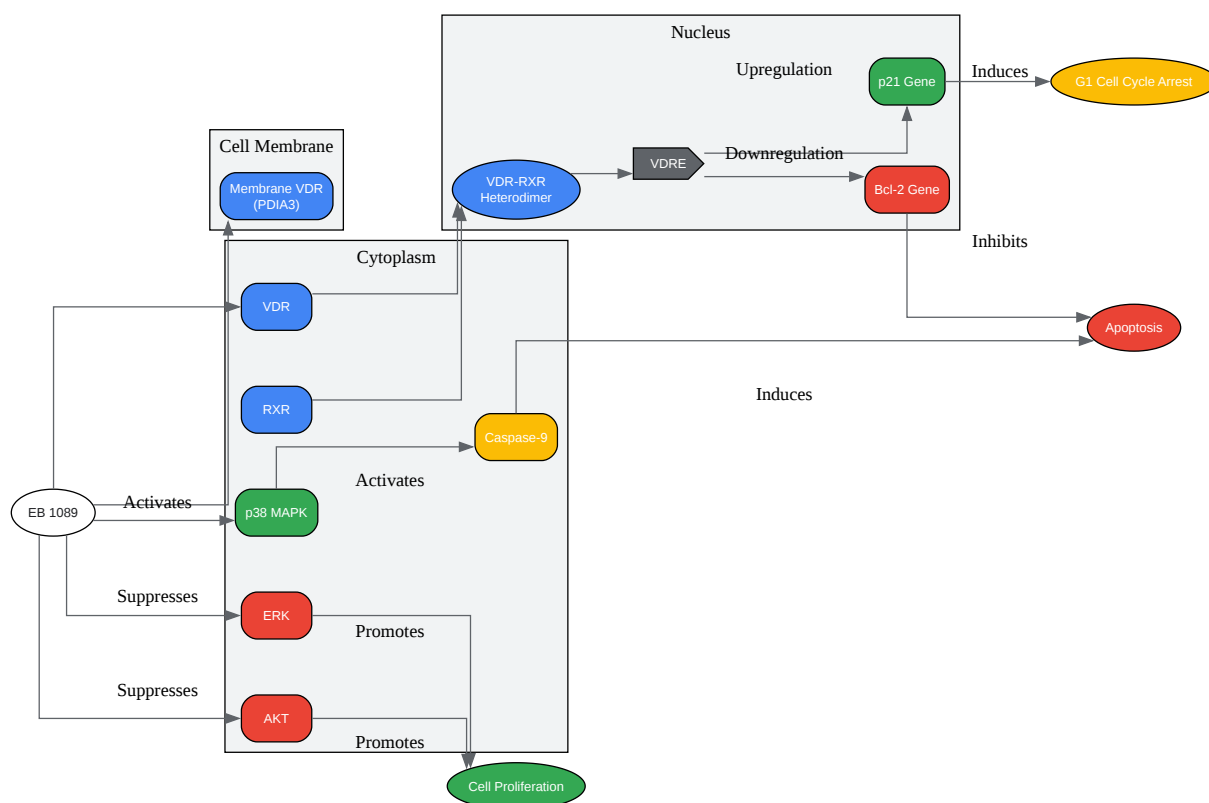 Nucleus
Upregulation
p21 Gene
Induces
G1 Cell Cycle Arrest
Cell Membrane
Membrane VDR
(PDIA3)
VDR-RXR
Heterodimer
VDRE
Downregulation
Bcl-2 Gene
Inhibits
Cytoplasm
VDR
Apoptosis
RXR
Induces
Caspase-9
Activates
EB 1089
Activates
p38 MAPK
Suppresses
ERK
Promotes
Suppresses
AKT
Promotes
Cell Proliferation